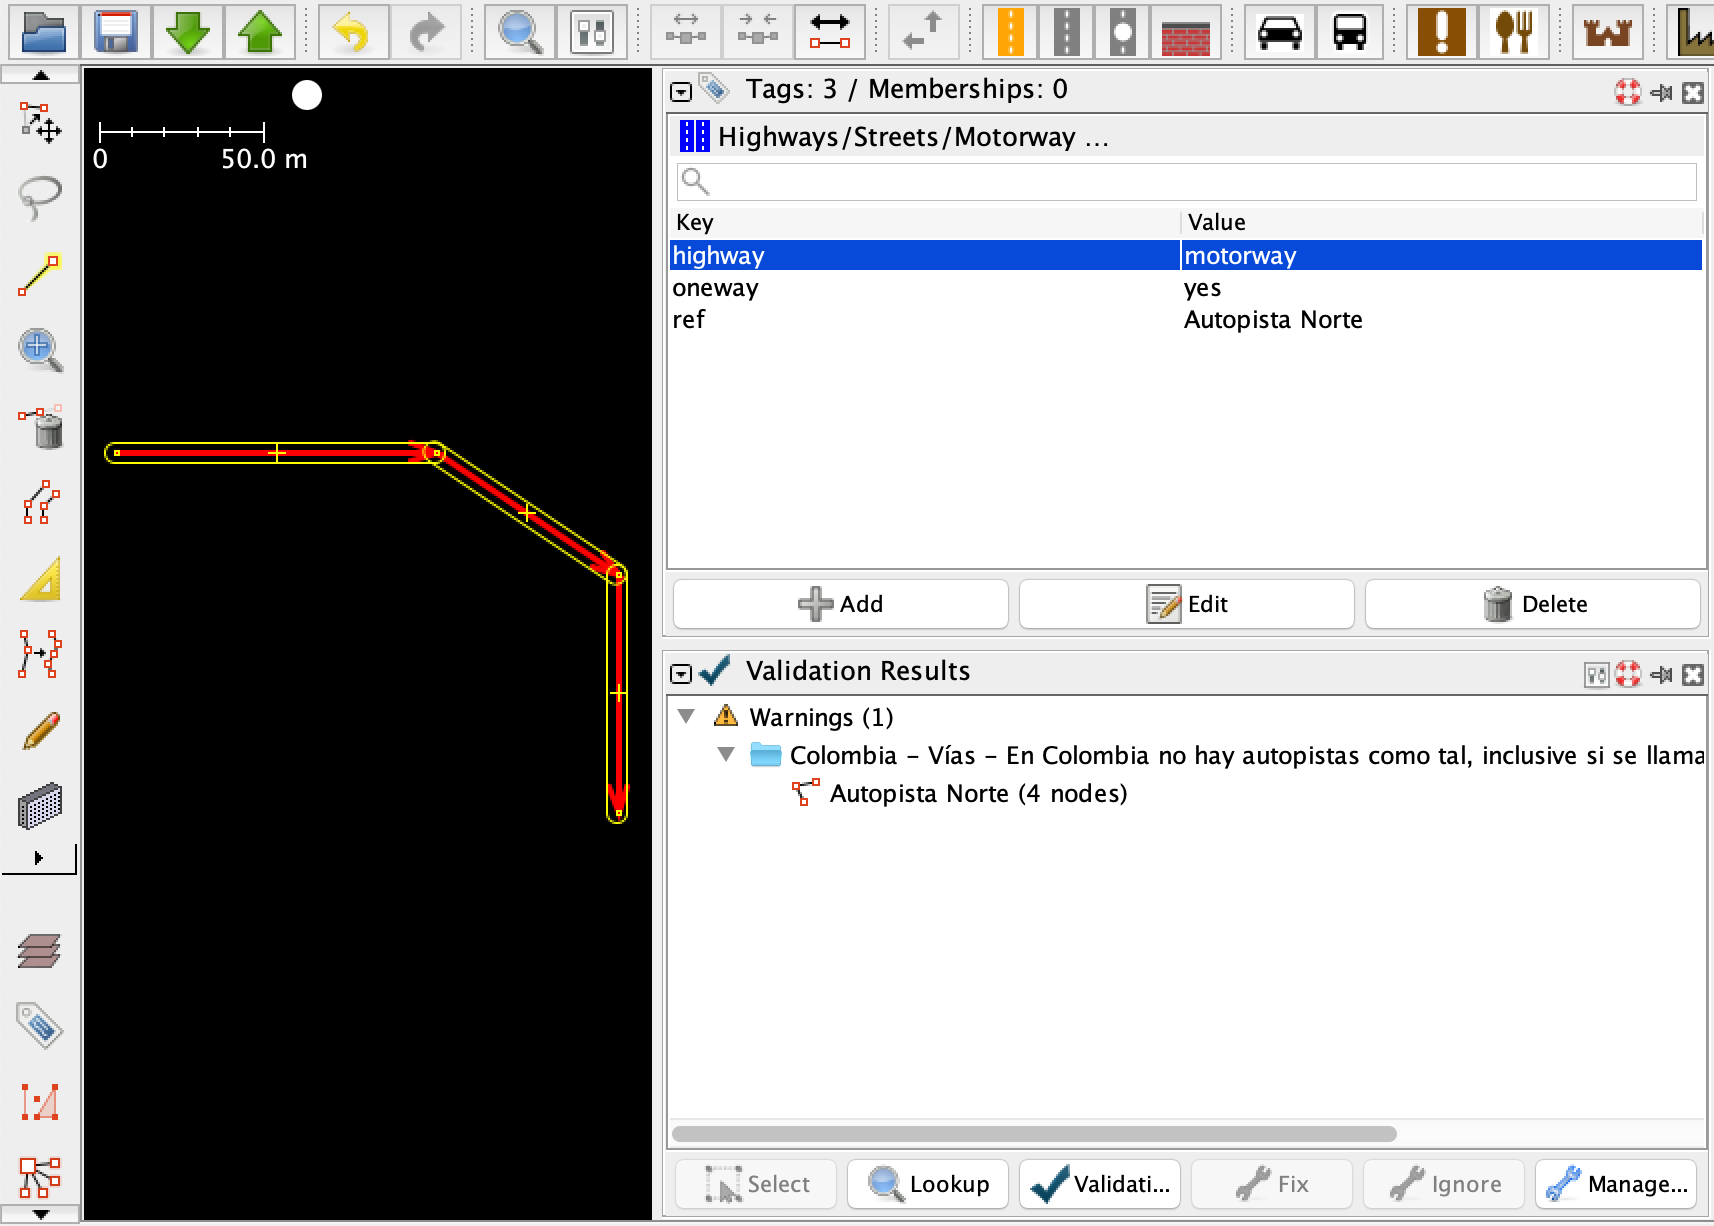 0 50.0 m
Tags: 3 / Memberships: 0
Highways/Streets/Motorway ...
Key Value
highway motorway
oneway yes
ref Autopista Norte
Add Edit Delete
Validation Results
Warnings (1)
Colombia – Vías – En Colombia no hay autopistas como tal, inclusive si se llama
Autopista Norte (4 nodes)
Select Lookup Validati... Fix Ignore Manage...